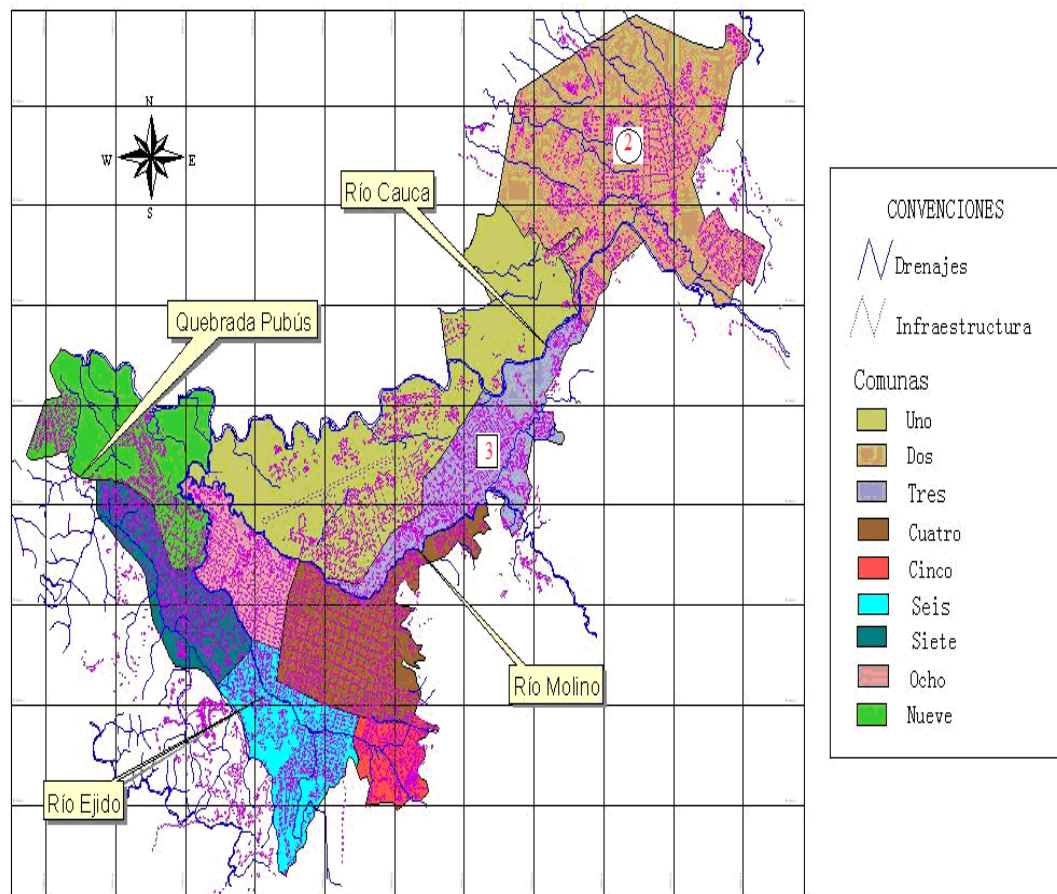 N
W E
S
2
Río Cauca
Quebrada Pubús
3
Río Molino
Río Ejido
CONVENCIONES
Drenajes
Infraestructura
Comunas
Uno
Dos
Tres
Cuatro
Cinco
Seis
Siete
Ocho
Nueve